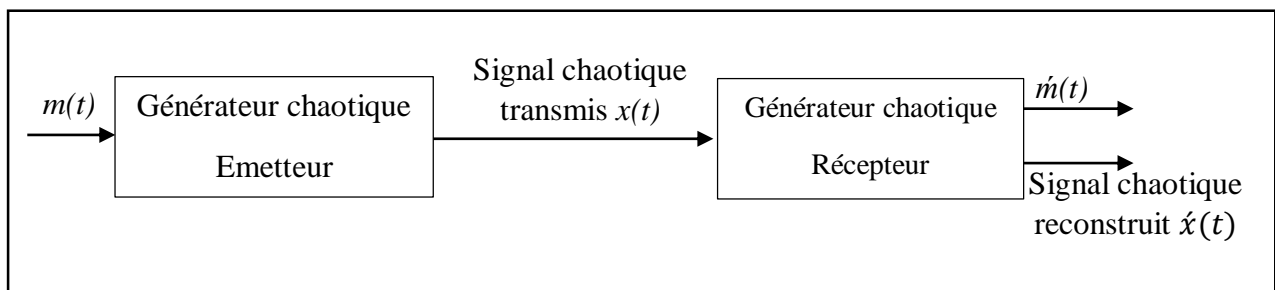 m(t)
Générateur chaotique
Emetteur
Signal chaotique
transmis x(t)
Générateur chaotique
Récepteur
ḿ(t)
Signal chaotique
reconstruit x́(t)